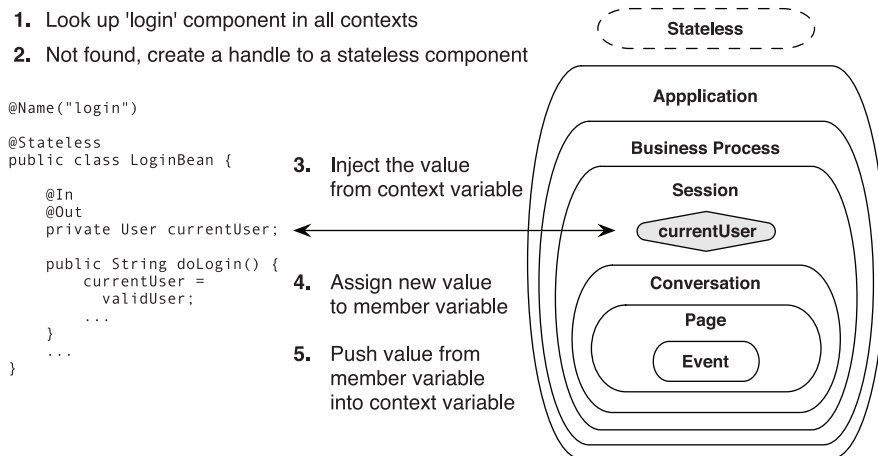 1. Look up 'login' component in all contexts
2. Not found, create a handle to a stateless component
@Name("login")
@Stateless
public class LoginBean {
@In
@Out
private User currentUser;
public String doLogin() {
currentUser =
validUser;
...
}
...
}
3. Inject the value
from context variable
4. Assign new value
to member variable
5. Push value from
member variable
into context variable
Stateless
Appplication
Business Process
Session
currentUser
Conversation
Page
Event